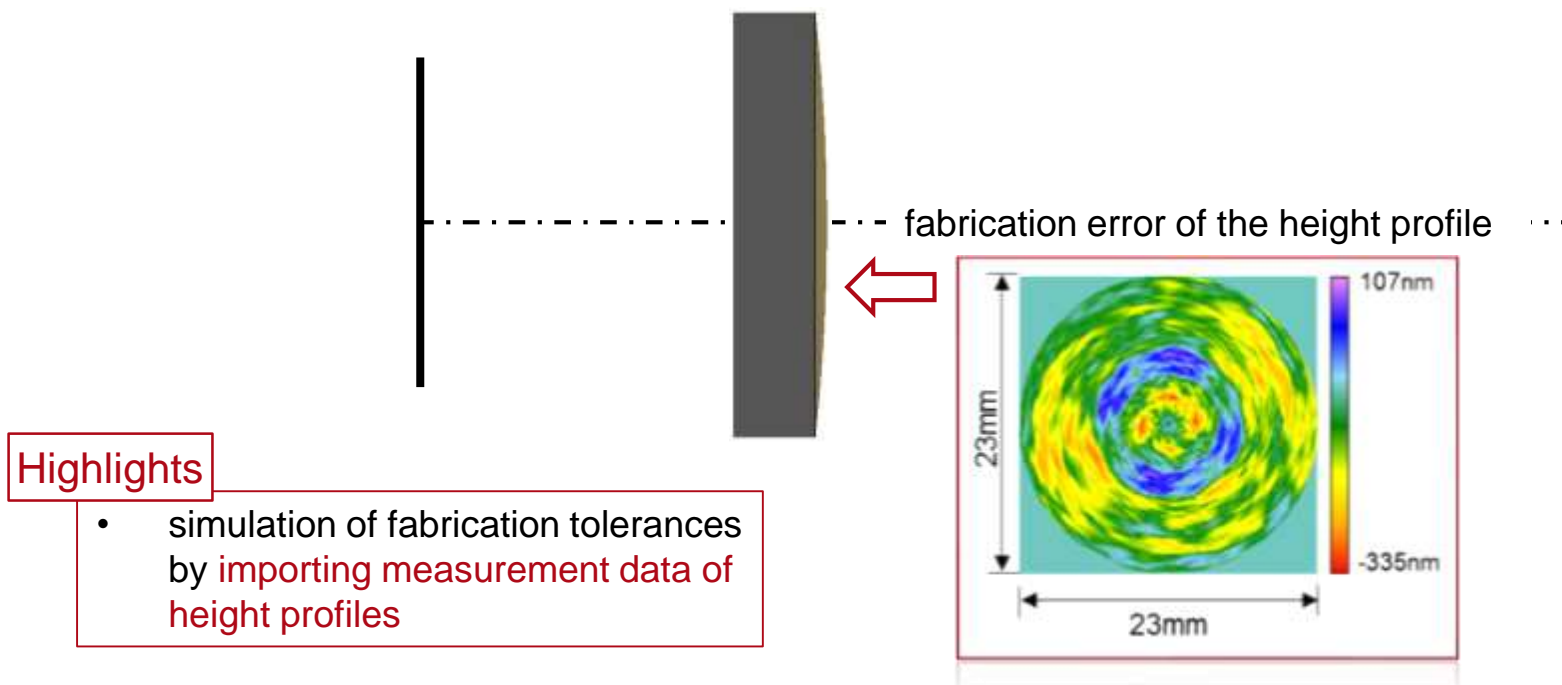 fabrication error of the height profile
107nm
-335nm
23mm
23mm
Highlights
• simulation of fabrication tolerances
by importing measurement data of
height profiles